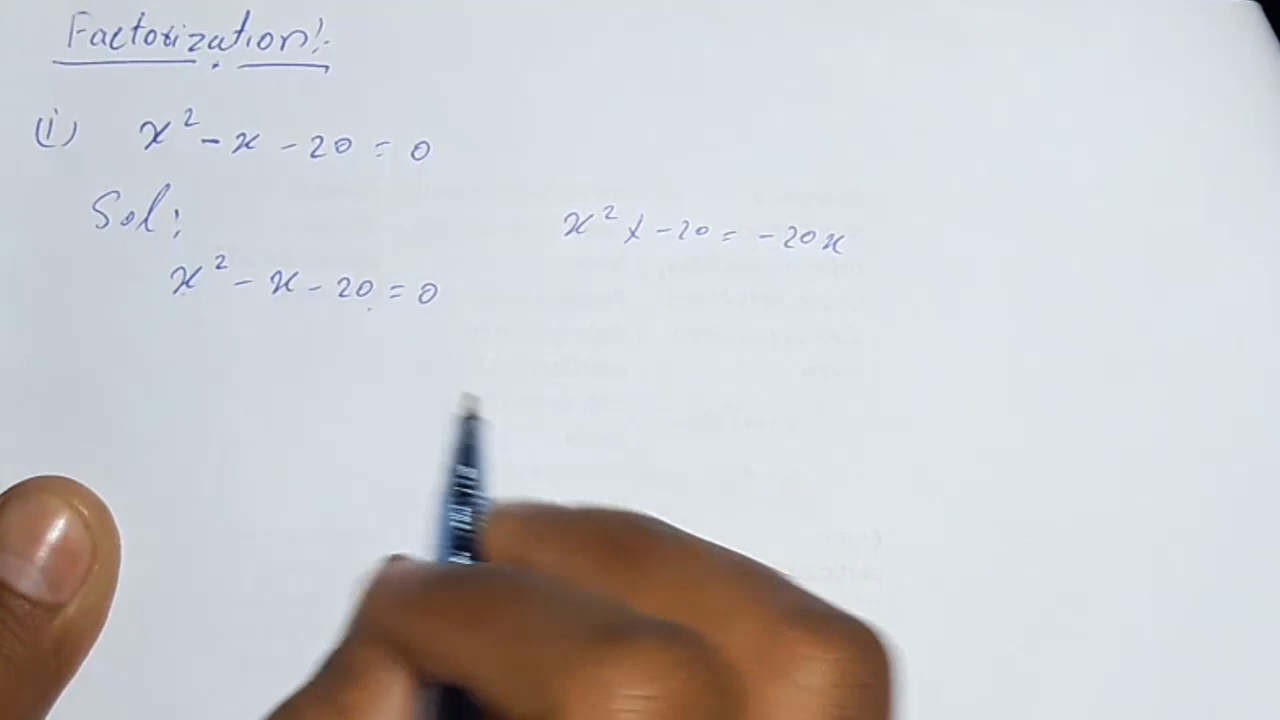 Factorization:-
(i) x² - x - 20 = 0
Sol:
x² × -20 = -20x
x² - x - 20 = 0